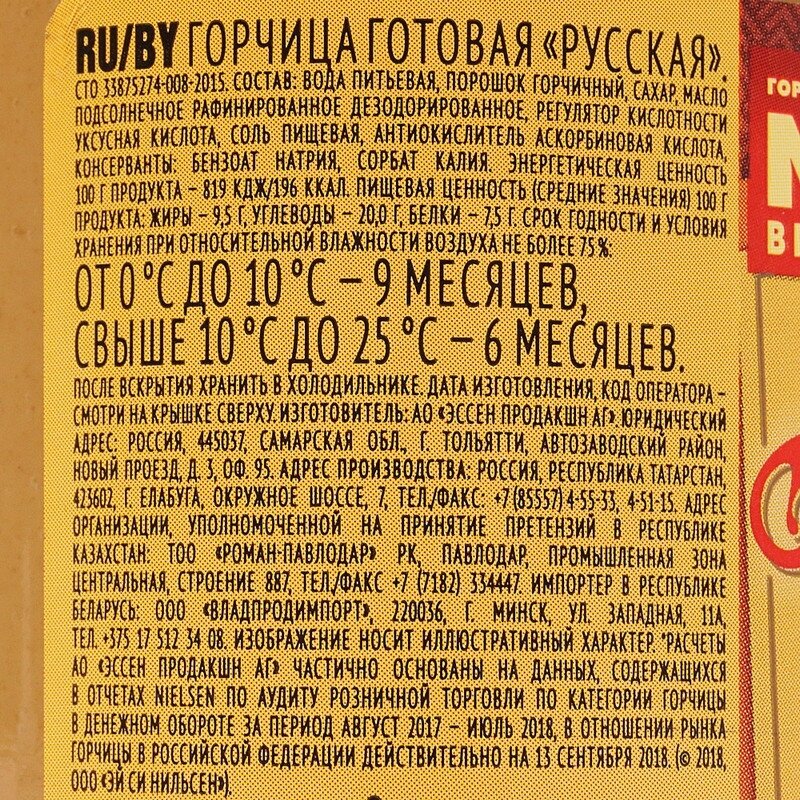 RU/BY ГОРЧИЦА ГОТОВАЯ «РУССКАЯ».
СТО 33875274-008-2015. СОСТАВ: ВОДА ПИТЬЕВАЯ, ПОРОШОК ГОРЧИЧНЫЙ, САХАР, МАСЛО
ПОДСОЛНЕЧНОЕ РАФИНИРОВАННОЕ ДЕЗОДОРИРОВАННОЕ, РЕГУЛЯТОР КИСЛОТНОСТИ
УКСУСНАЯ КИСЛОТА, СОЛЬ ПИЩЕВАЯ, АНТИОКИСЛИТЕЛЬ АСКОРБИНОВАЯ КИСЛОТА,
КОНСЕРВАНТЫ: БЕНЗОАТ НАТРИЯ, СОРБАТ КАЛИЯ. ЭНЕРГЕТИЧЕСКАЯ ЦЕННОСТЬ
100 Г ПРОДУКТА – 819 КДЖ/196 ККАЛ. ПИЩЕВАЯ ЦЕННОСТЬ (СРЕДНИЕ ЗНАЧЕНИЯ) 100 Г
ПРОДУКТА: ЖИРЫ – 9,5 Г, УГЛЕВОДЫ – 20,0 Г, БЕЛКИ – 7,5 Г. СРОК ГОДНОСТИ И УСЛОВИЯ
ХРАНЕНИЯ ПРИ ОТНОСИТЕЛЬНОЙ ВЛАЖНОСТИ ВОЗДУХА НЕ БОЛЕЕ 75 %:
ОТ 0 °С ДО 10 °С – 9 МЕСЯЦЕВ,
СВЫШЕ 10 °С ДО 25 °С – 6 МЕСЯЦЕВ.
ПОСЛЕ ВСКРЫТИЯ ХРАНИТЬ В ХОЛОДИЛЬНИКЕ. ДАТА ИЗГОТОВЛЕНИЯ, КОД ОПЕРАТОРА –
СМОТРИ НА КРЫШКЕ СВЕРХУ. ИЗГОТОВИТЕЛЬ: АО «ЭССЕН ПРОДАКШН АГ». ЮРИДИЧЕСКИЙ
АДРЕС: РОССИЯ, 445037, САМАРСКАЯ ОБЛ., Г. ТОЛЬЯТТИ, АВТОЗАВОДСКИЙ РАЙОН,
НОВЫЙ ПРОЕЗД, Д. 3, ОФ. 95. АДРЕС ПРОИЗВОДСТВА: РОССИЯ, РЕСПУБЛИКА ТАТАРСТАН,
423602, Г. ЕЛАБУГА, ОКРУЖНОЕ ШОССЕ, 7, ТЕЛ./ФАКС: +7 (85557) 4-55-33, 4-51-15. АДРЕС
ОРГАНИЗАЦИИ, УПОЛНОМОЧЕННОЙ НА ПРИНЯТИЕ ПРЕТЕНЗИЙ В РЕСПУБЛИКЕ
КАЗАХСТАН: ТОО «РОМАН-ПАВЛОДАР» РК, ПАВЛОДАР, ПРОМЫШЛЕННАЯ ЗОНА
ЦЕНТРАЛЬНАЯ, СТРОЕНИЕ 887, ТЕЛ./ФАКС +7 (7182) 334447. ИМПОРТЕР В РЕСПУБЛИКЕ
БЕЛАРУСЬ: ООО «ВЛАДПРОДИМПОРТ», 220036, Г. МИНСК, УЛ. ЗАПАДНАЯ, 11А,
ТЕЛ. +375 17 512 34 08. ИЗОБРАЖЕНИЕ НОСИТ ИЛЛЮСТРАТИВНЫЙ ХАРАКТЕР. *РАСЧЕТЫ
АО «ЭССЕН ПРОДАКШН АГ» ЧАСТИЧНО ОСНОВАНЫ НА ДАННЫХ, СОДЕРЖАЩИХСЯ
В ОТЧЕТАХ NIELSEN ПО АУДИТУ РОЗНИЧНОЙ ТОРГОВЛИ ПО КАТЕГОРИИ ГОРЧИЦЫ
В ДЕНЕЖНОМ ОБОРОТЕ ЗА ПЕРИОД АВГУСТ 2017 – ИЮЛЬ 2018, В ОТНОШЕНИИ РЫНКА
ГОРЧИЦЫ В РОССИЙСКОЙ ФЕДЕРАЦИИ ДЕЙСТВИТЕЛЬНО НА 13 СЕНТЯБРЯ 2018. (© 2018,
ООО «ЭЙ СИ НИЛЬСЕН»).